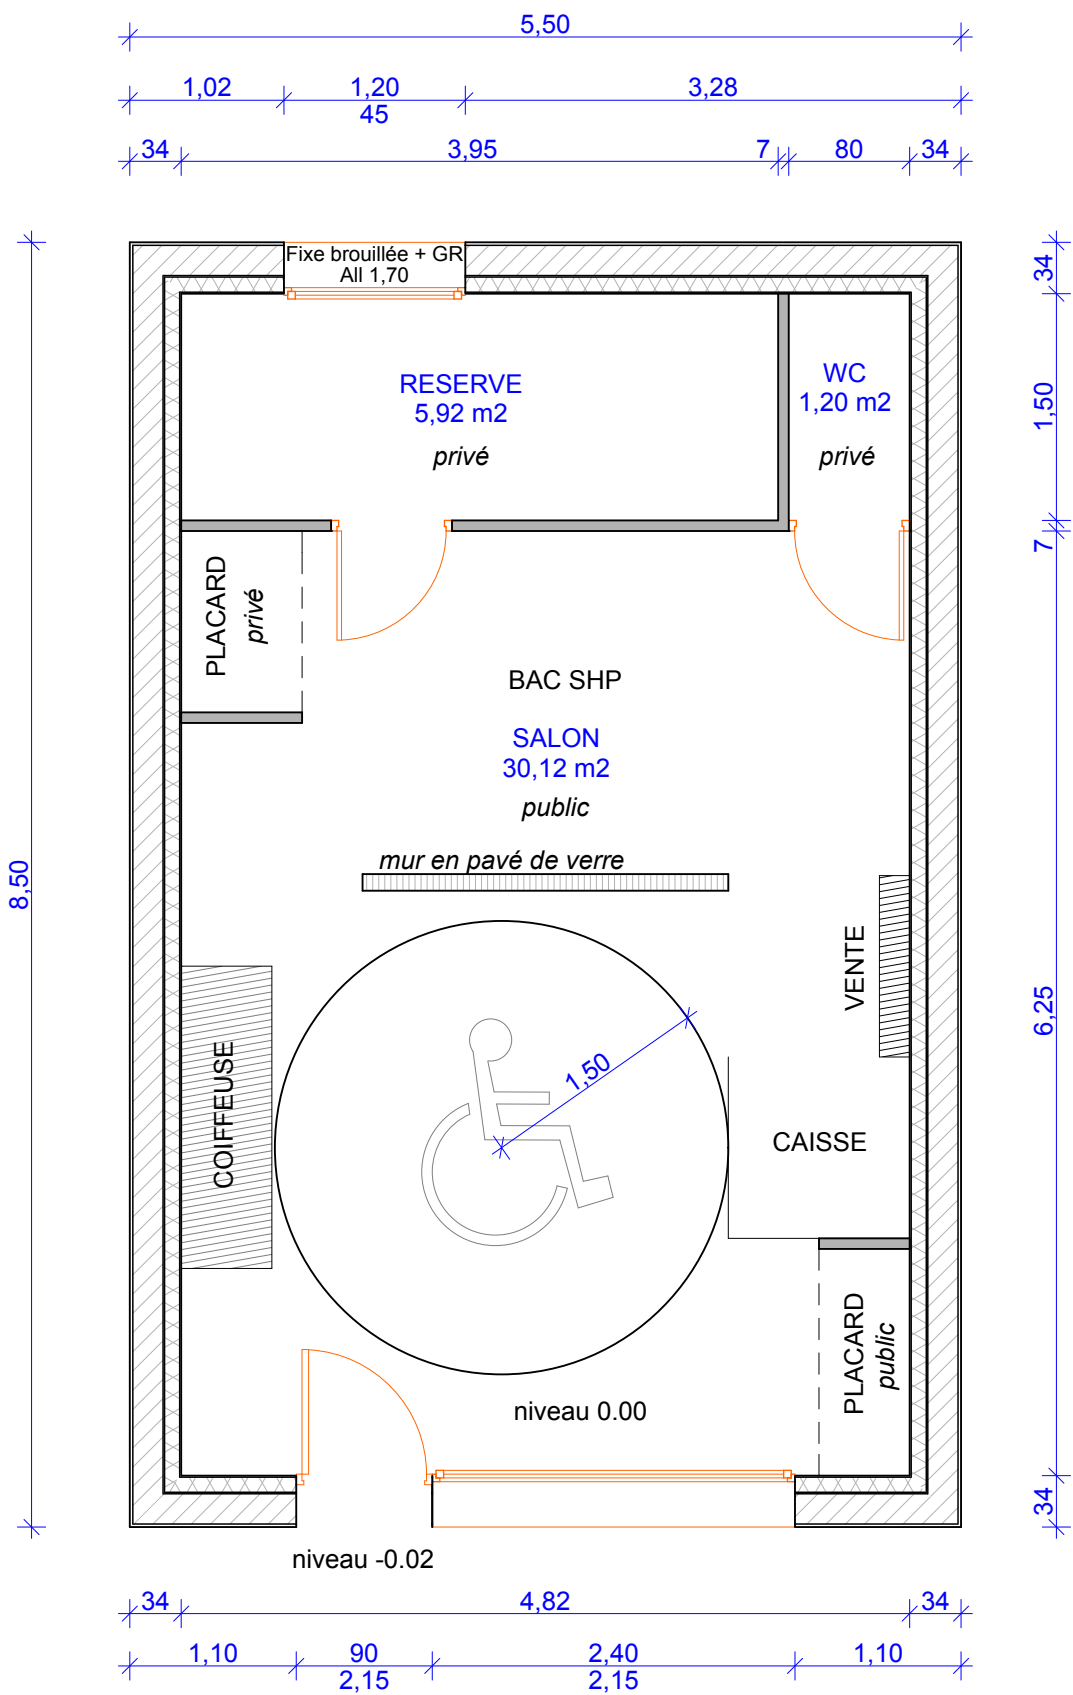 5,50
1,02
1,20
45
3,28
34
3,95
7
80
34
Fixe brouillée + GR
All 1,70
34
RESERVE
5,92 m2
privé
WC
1,20 m2
privé
1,50
7
PLACARD
privé
BAC SHP
SALON
30,12 m2
public
mur en pavé de verre
8,50
VENTE
6,25
COIFFEUSE
1,50
CAISSE
PLACARD
public
niveau 0.00
34
niveau -0.02
34
4,82
34
1,10
90
2,15
2,40
2,15
1,10